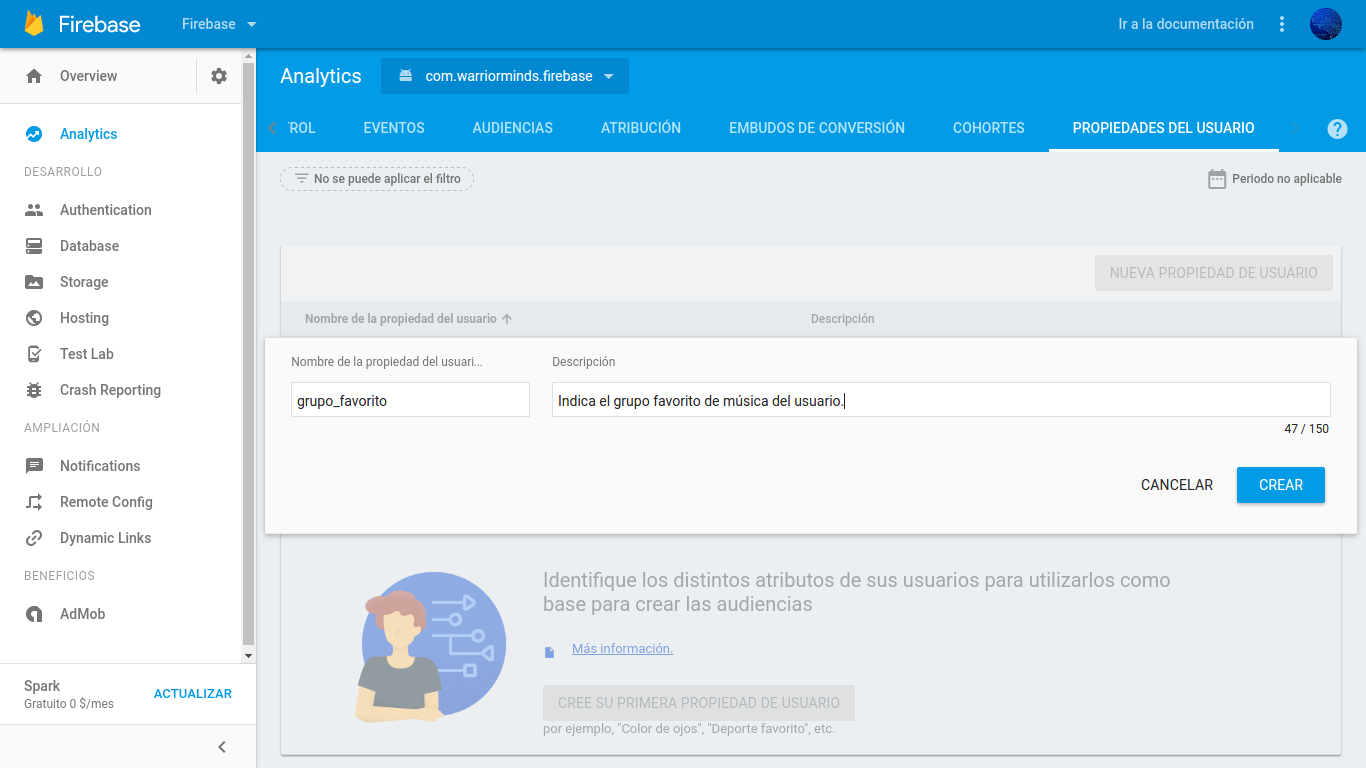 Firebase
Firebase
Ir a la documentación
Overview
Analytics
DESARROLLO
Authentication
Database
Storage
Hosting
Test Lab
Crash Reporting
AMPLIACIÓN
Notifications
Remote Config
Dynamic Links
BENEFICIOS
AdMob
Spark
Gratuito 0 $/mes
ACTUALIZAR
Analytics
com.warriorminds.firebase
ROL
EVENTOS
AUDIENCIAS
ATRIBUCIÓN
EMBUDOS DE CONVERSIÓN
COHORTES
PROPIEDADES DEL USUARIO
?
No se puede aplicar el filtro
Periodo no aplicable
NUEVA PROPIEDAD DE USUARIO
Nombre de la propiedad del usuario
Descripción
Nombre de la propiedad del usuari...
Descripción
grupo_favorito
Indica el grupo favorito de música del usuario.
47 / 150
CANCELAR
CREAR
Identifique los distintos atributos de sus usuarios para utilizarlos como
base para crear las audiencias
Más información.
CREE SU PRIMERA PROPIEDAD DE USUARIO
por ejemplo, "Color de ojos", "Deporte favorito", etc.